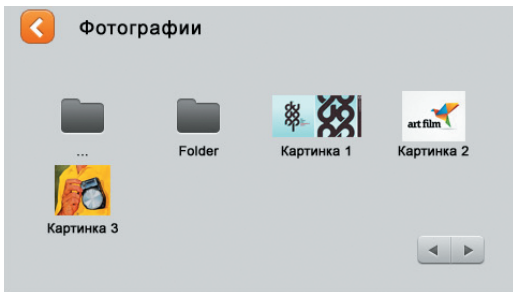 Фотографии
...
Folder
Картинка 1
art film
Картинка 2
Картинка 3